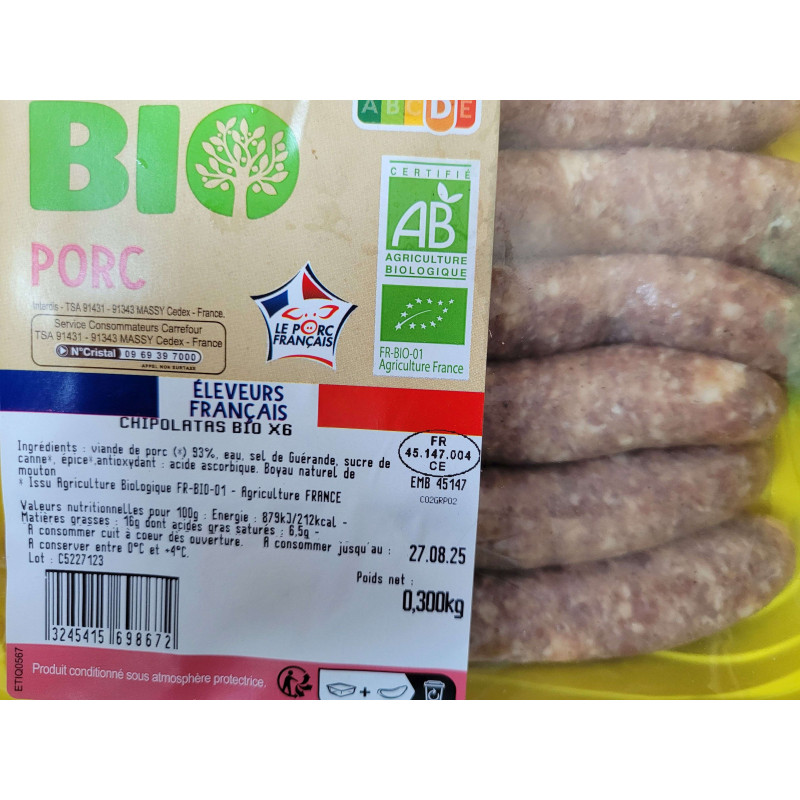 BIO
PORC
ABCDE
CERTIFIÉ
AB
AGRICULTURE
BIOLOGIQUE
FR-BIO-01
Agriculture France
LE PORC
FRANÇAIS
Interdis - TSA 91431 - 91343 MASSY Cedex - France.
Service Consommateurs Carrefour
TSA 91431 - 91343 MASSY Cedex - France
N°Cristal 09 69 39 7000
APPEL NON SURTAXÉ
ÉLEVEURS
FRANÇAIS
CHIPOLATAS BIO X6
Ingrédients : viande de porc (*) 93%, eau, sel de Guérande, sucre de
canne*, épice*,antioxydant : acide ascorbique. Boyau naturel de
mouton
* Issu Agriculture Biologique FR-BIO-01 - Agriculture FRANCE
Valeurs nutritionnelles pour 100g : Energie : 879kJ/212kcal -
Matières grasses : 16g dont acides gras saturés : 6,5g -
A consommer cuit à coeur dès ouverture. A consommer jusqu'au : 27.08.25
A conserver entre 0°C et +4°C.
Lot : C5227123
FR
45.147.004
CE
EMB 45147
C02GRP02
Poids net :
0,300kg
3245415 698672
ETIQ0567
Produit conditionné sous atmosphère protectrice.
+